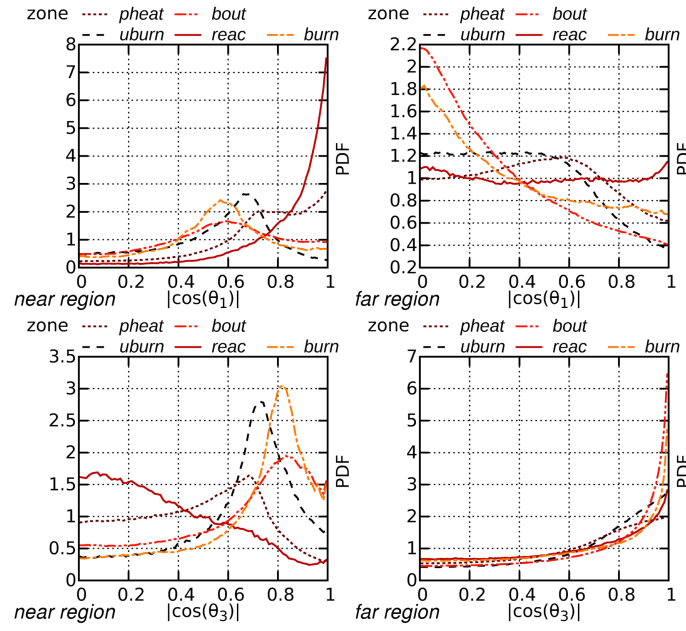 zone pheat bout
uburn reac burn
8
7
6
5
4
3
2
1
0
PDF
0 0.2 0.4 0.6 0.8 1
near region |cos(θ1)|
zone pheat bout
uburn reac burn
2.2
2
1.8
1.6
1.4
1.2
1
0.8
0.6
0.4
0.2
PDF
0 0.2 0.4 0.6 0.8 1
far region |cos(θ1)|
zone pheat bout
uburn reac burn
3.5
3
2.5
2
1.5
1
0.5
0
PDF
0 0.2 0.4 0.6 0.8 1
near region |cos(θ3)|
zone pheat bout
uburn reac burn
7
6
5
4
3
2
1
0
PDF
0 0.2 0.4 0.6 0.8 1
far region |cos(θ3)|